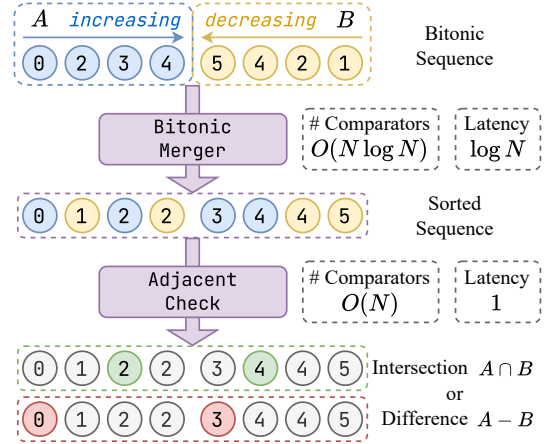 A increasing decreasing B
0 2 3 4 5 4 2 1
Bitonic
Sequence
Bitonic
Merger
# Comparators
O(N log N)
Latency
log N
0 1 2 2 3 4 4 5
Sorted
Sequence
Adjacent
Check
# Comparators
O(N)
Latency
1
0 1 2 2 3 4 4 5
Intersection A ∩ B
or
0 1 2 2 3 4 4 5
Difference A − B